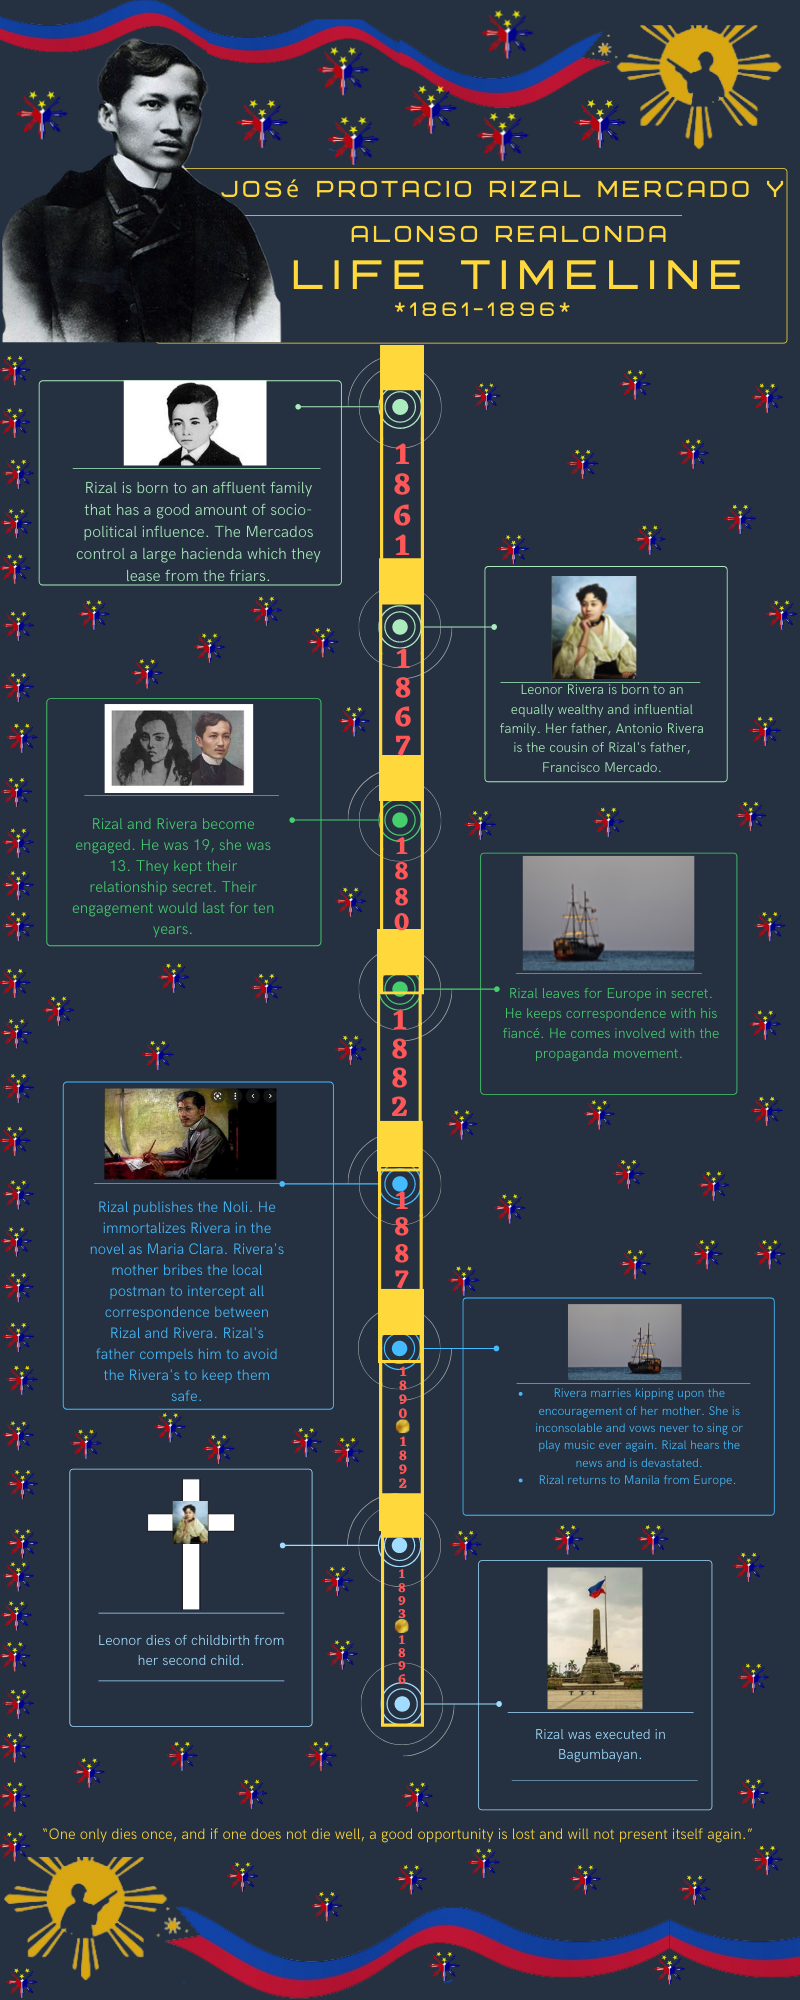 JOSé PROTACIO RIZAL MERCADO Y
ALONSO REALONDA
LIFE TIMELINE
*1861-1896*
1861
Rizal is born to an affluent family
that has a good amount of socio-
political influence. The Mercados
control a large hacienda which they
lease from the friars.
1867
Leonor Rivera is born to an
equally wealthy and influential
family. Her father, Antonio Rivera
is the cousin of Rizal's father,
Francisco Mercado.
1880
Rizal and Rivera become
engaged. He was 19, she was
13. They kept their
relationship secret. Their
engagement would last for ten
years.
1882
Rizal leaves for Europe in secret.
He keeps correspondence with his
fiancé. He comes involved with the
propaganda movement.
1887
Rizal publishes the Noli. He
immortalizes Rivera in the
novel as Maria Clara. Rivera's
mother bribes the local
postman to intercept all
correspondence between
Rizal and Rivera. Rizal's
father compels him to avoid
the Rivera's to keep them
safe.
1890
1892
• Rivera marries kipping upon the
encouragement of her mother. She is
inconsolable and vows never to sing or
play music ever again. Rizal hears the
news and is devastated.
• Rizal returns to Manila from Europe.
1893
1896
Leonor dies of childbirth from
her second child.
Rizal was executed in
Bagumbayan.
"One only dies once, and if one does not die well, a good opportunity is lost and will not present itself again."